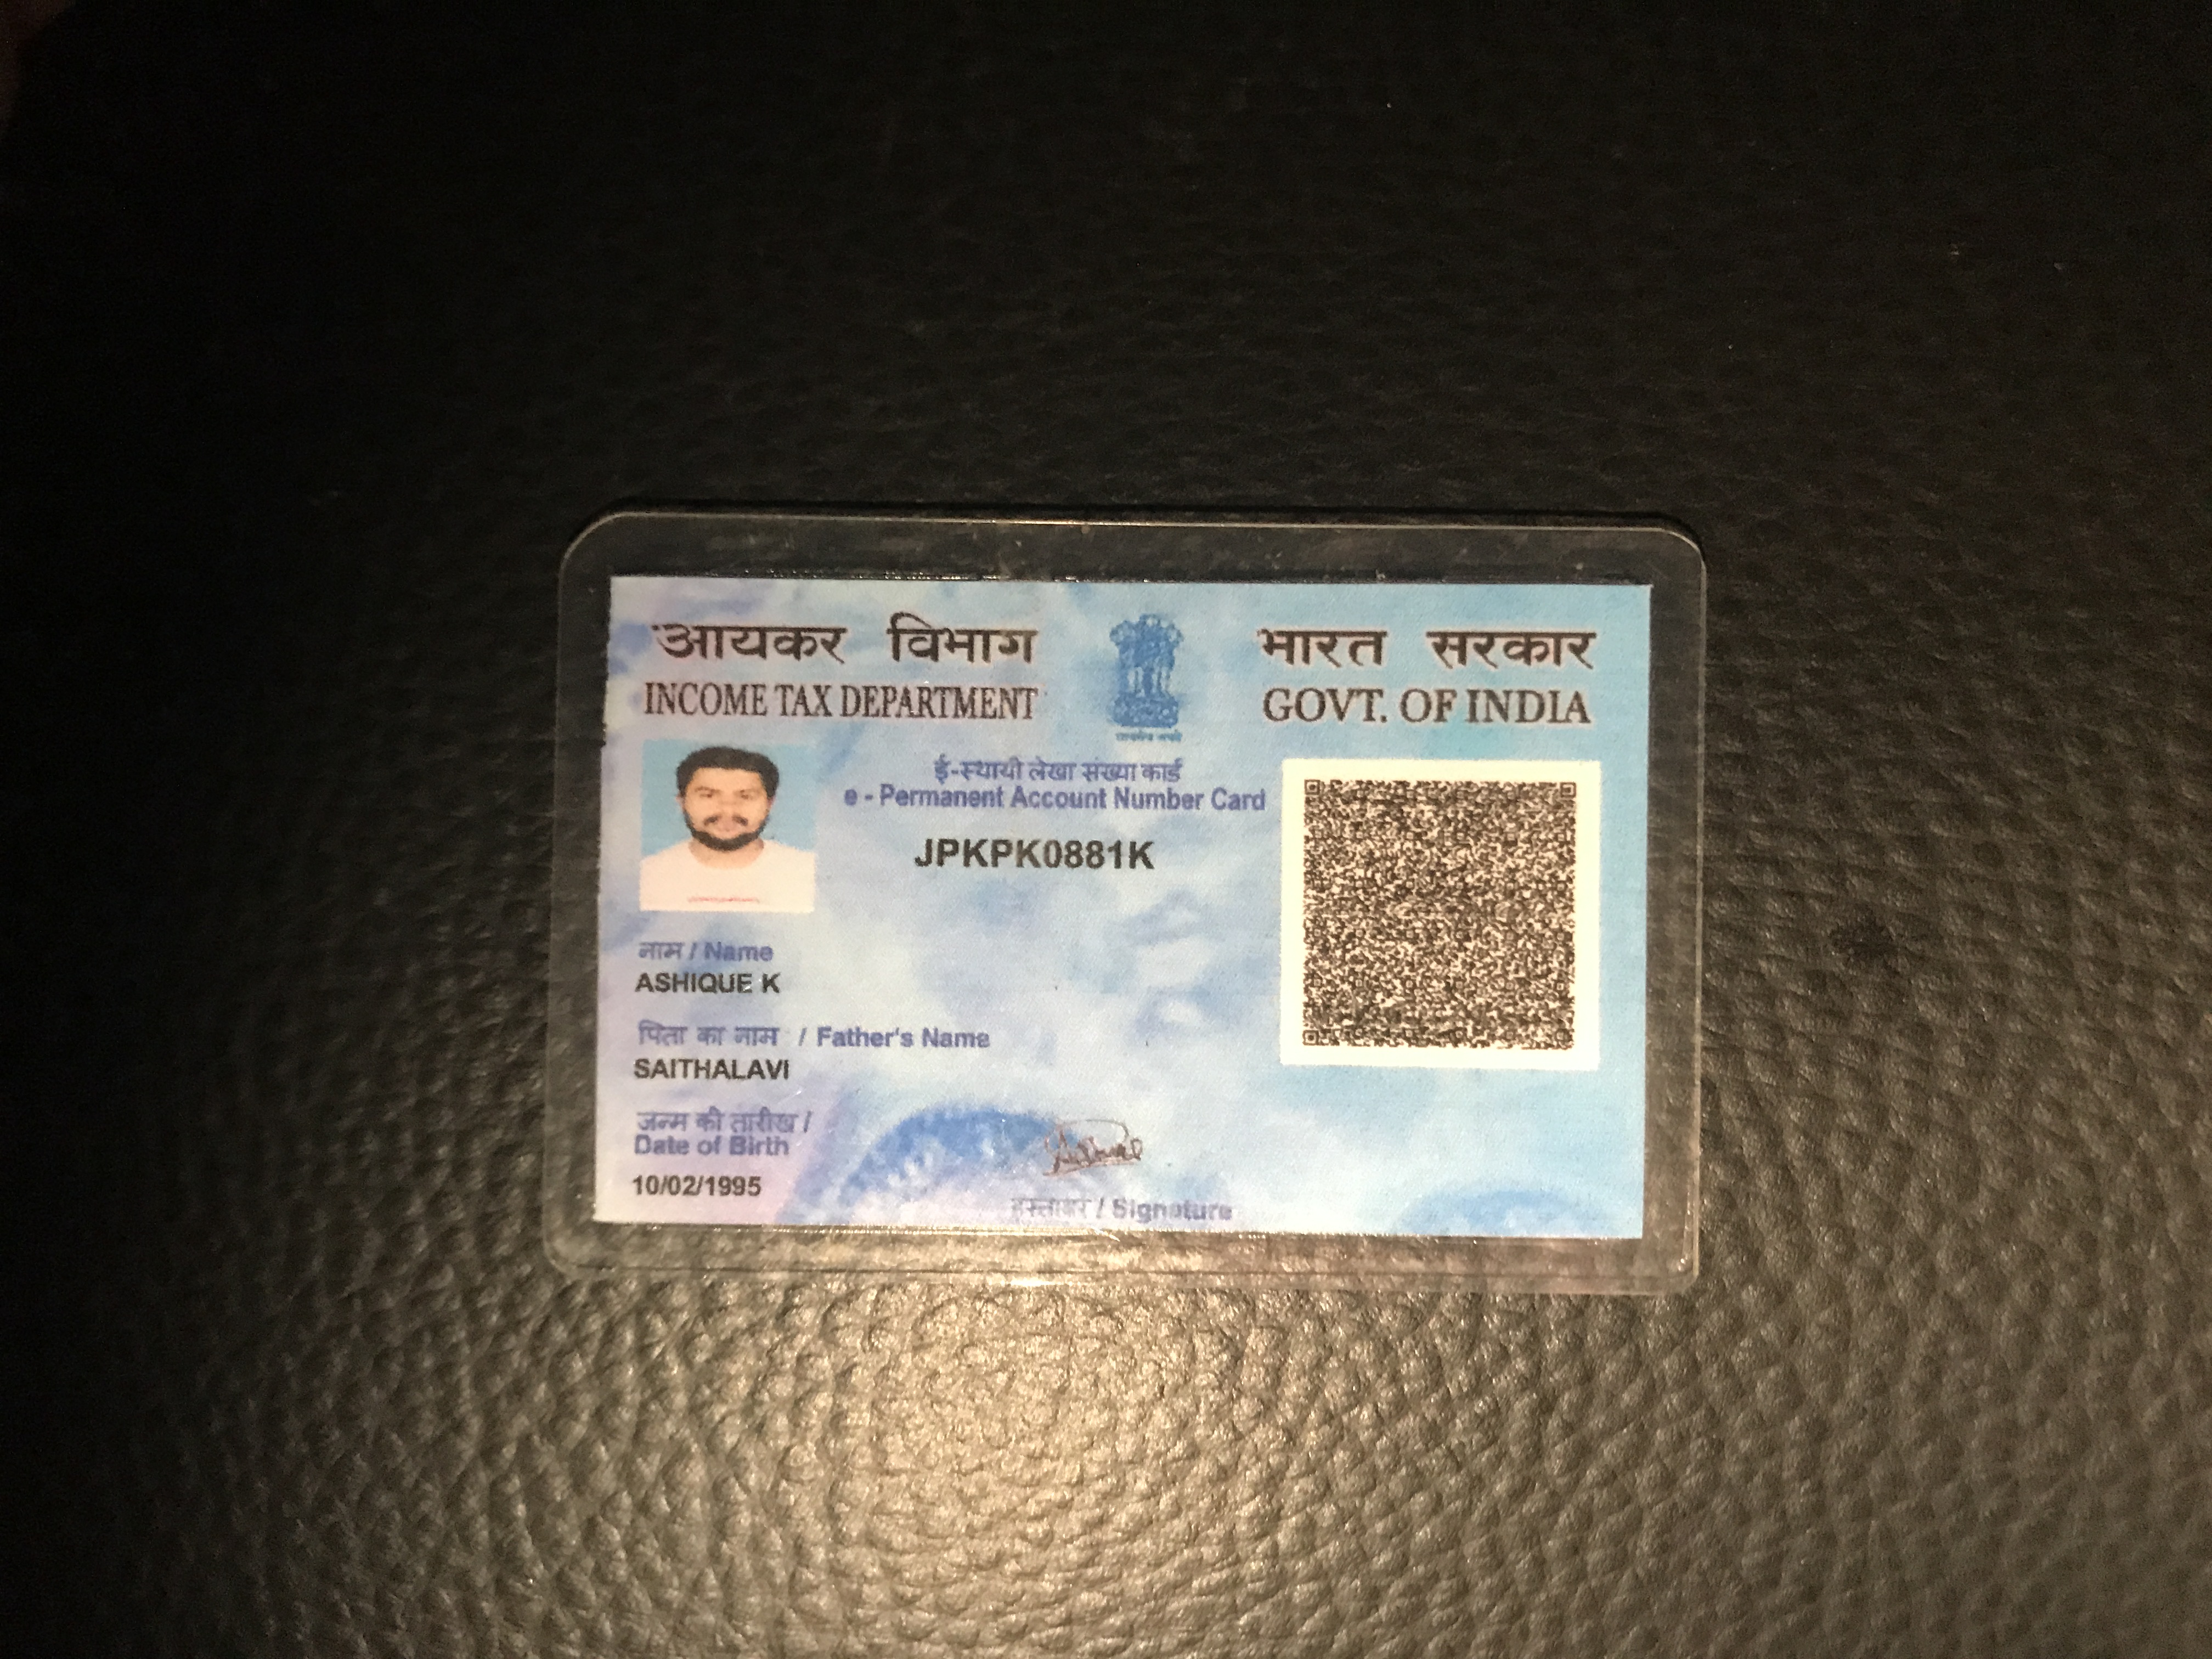 आयकर विभाग
INCOME TAX DEPARTMENT
भारत सरकार
GOVT. OF INDIA
ई-स्थायी लेखा संख्या कार्ड
e - Permanent Account Number Card
JPKPK0881K
नाम / Name
ASHIQUE K
पिता का नाम / Father's Name
SAITHALAVI
जन्म की तारीख /
Date of Birth
10/02/1995
हस्ताक्षर / Signature